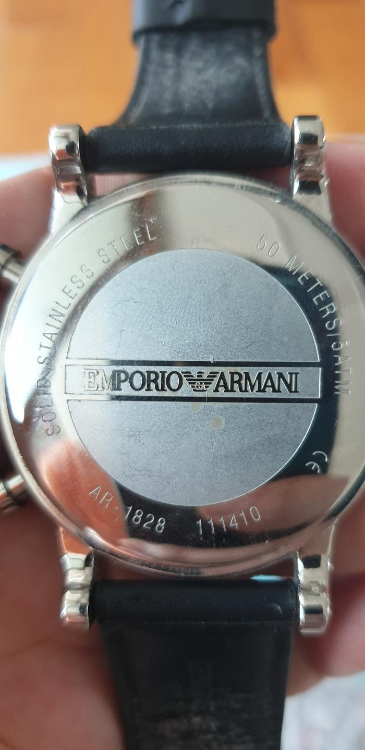 SOLID STAINLESS STEEL
50 METERS/5ATM
EMPORIO ARMANI
CE
AR-1828 111410